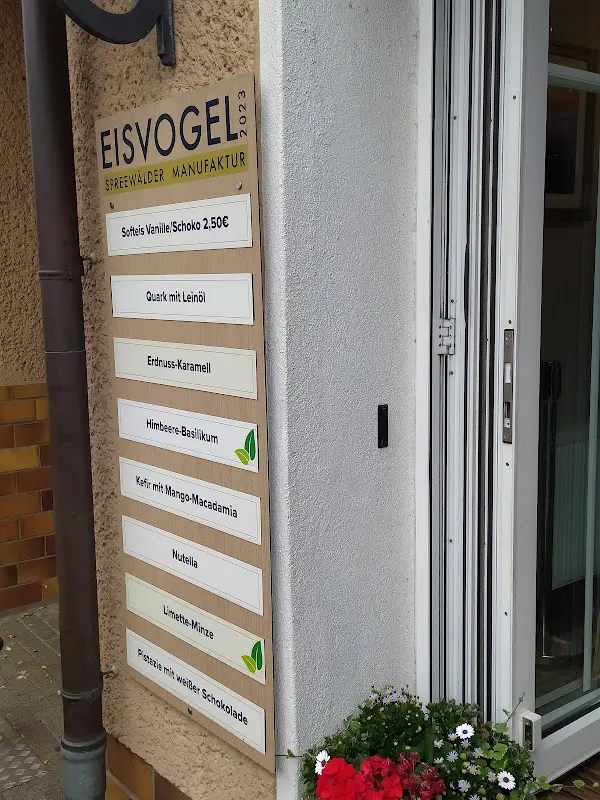 EISVOGEL 2023
SPREEWÄLDER MANUFAKTUR
Softeis Vanille/Schoko 2,50€
Quark mit Leinöl
Erdnuss-Karamell
Himbeere-Basilikum
Kefir mit Mango-Macadamia
Nutella
Limette-Minze
Pistazie mit weißer Schokolade